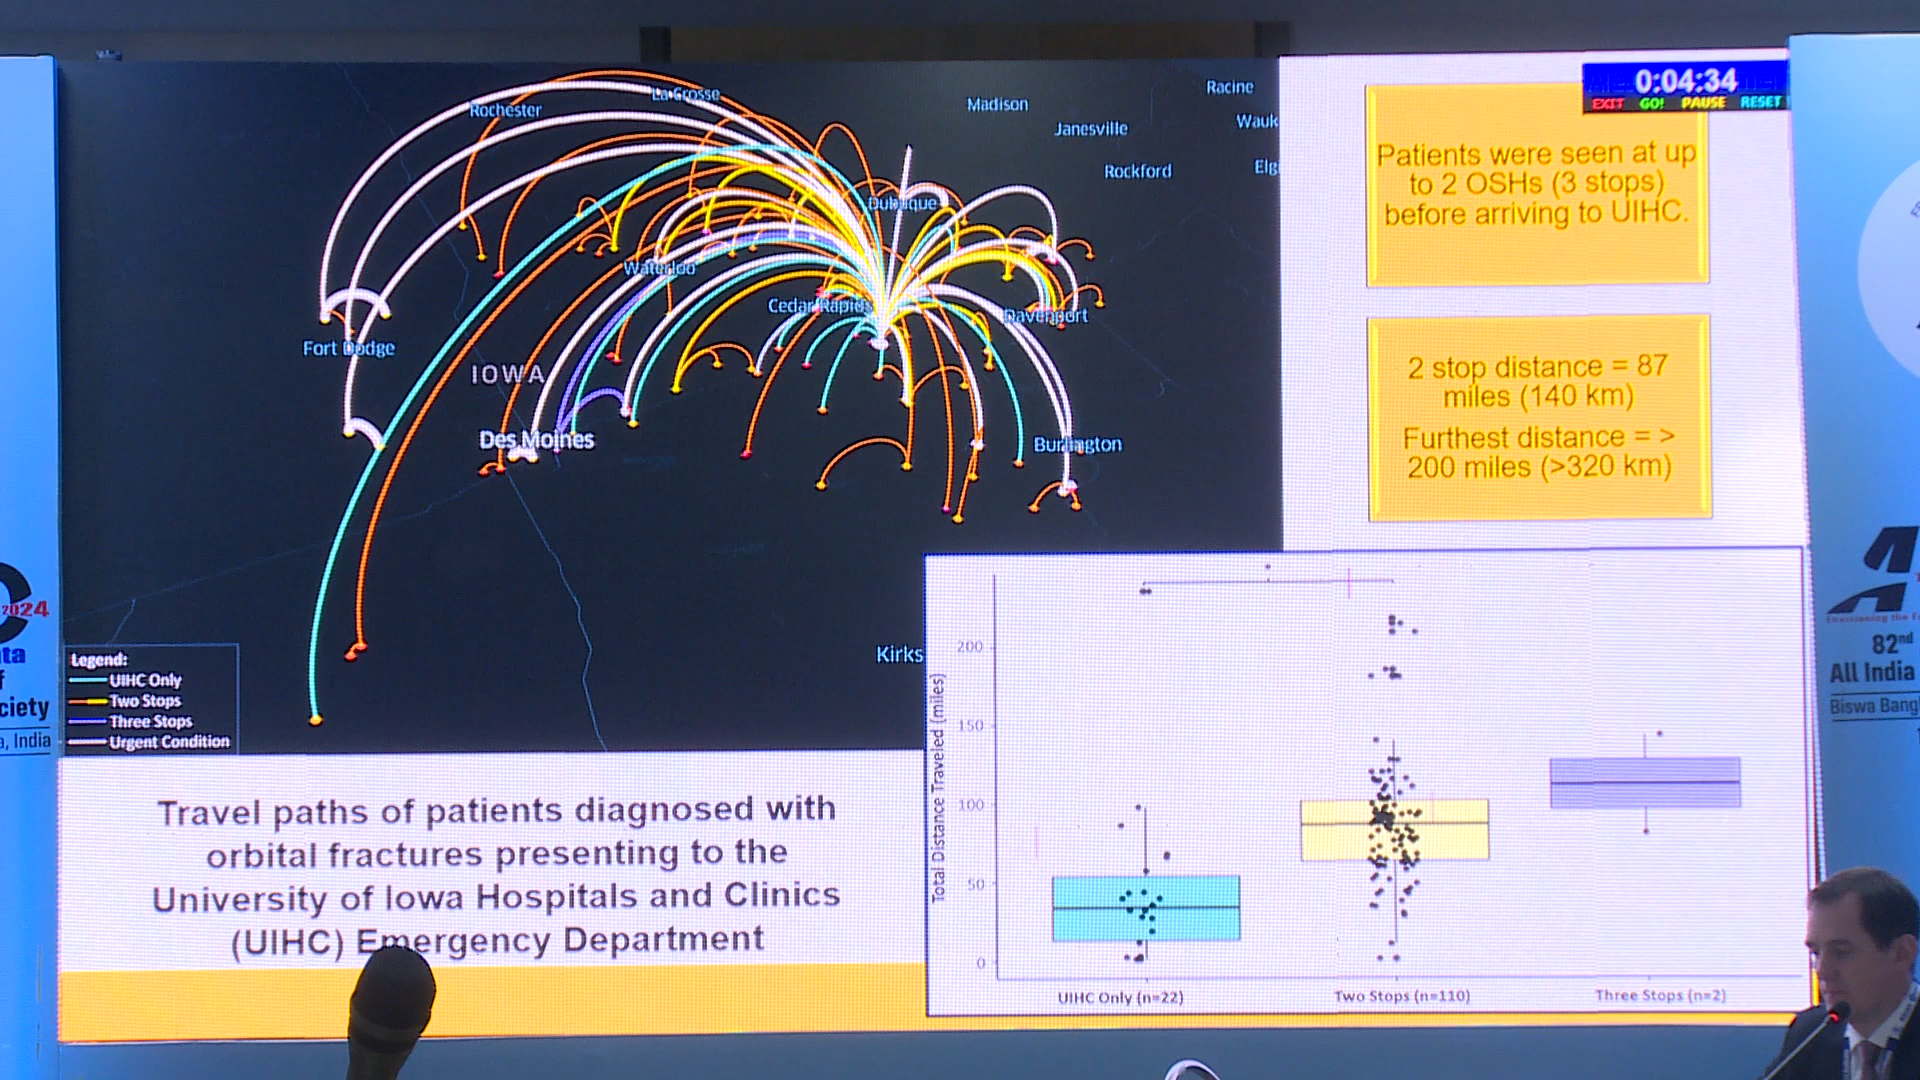 Racine
La Crosse
Rochester
Madison
Janesville
Wauk
Rockford
Elg
Dubuque
Waterloo
Cedar Rapids
Davenport
Fort Dodge
IOWA
Des Moines
Burlington
Kirks
Legend:
UIHC Only
Two Stops
Three Stops
Urgent Condition
0:04:34
EXIT GO! PAUSE RESET
Patients were seen at up
to 2 OSHs (3 stops)
before arriving to UIHC.
2 stop distance = 87
miles (140 km)
Furthest distance = >
200 miles (>320 km)
Travel paths of patients diagnosed with
orbital fractures presenting to the
University of Iowa Hospitals and Clinics
(UIHC) Emergency Department
Total Distance Traveled (miles)
200
150
100
50
0
UIHC Only (n=22)
Two Stops (n=110)
Three Stops (n=2)
2024
ta
f
ciety
a, India
82nd
All India
Biswa Bang